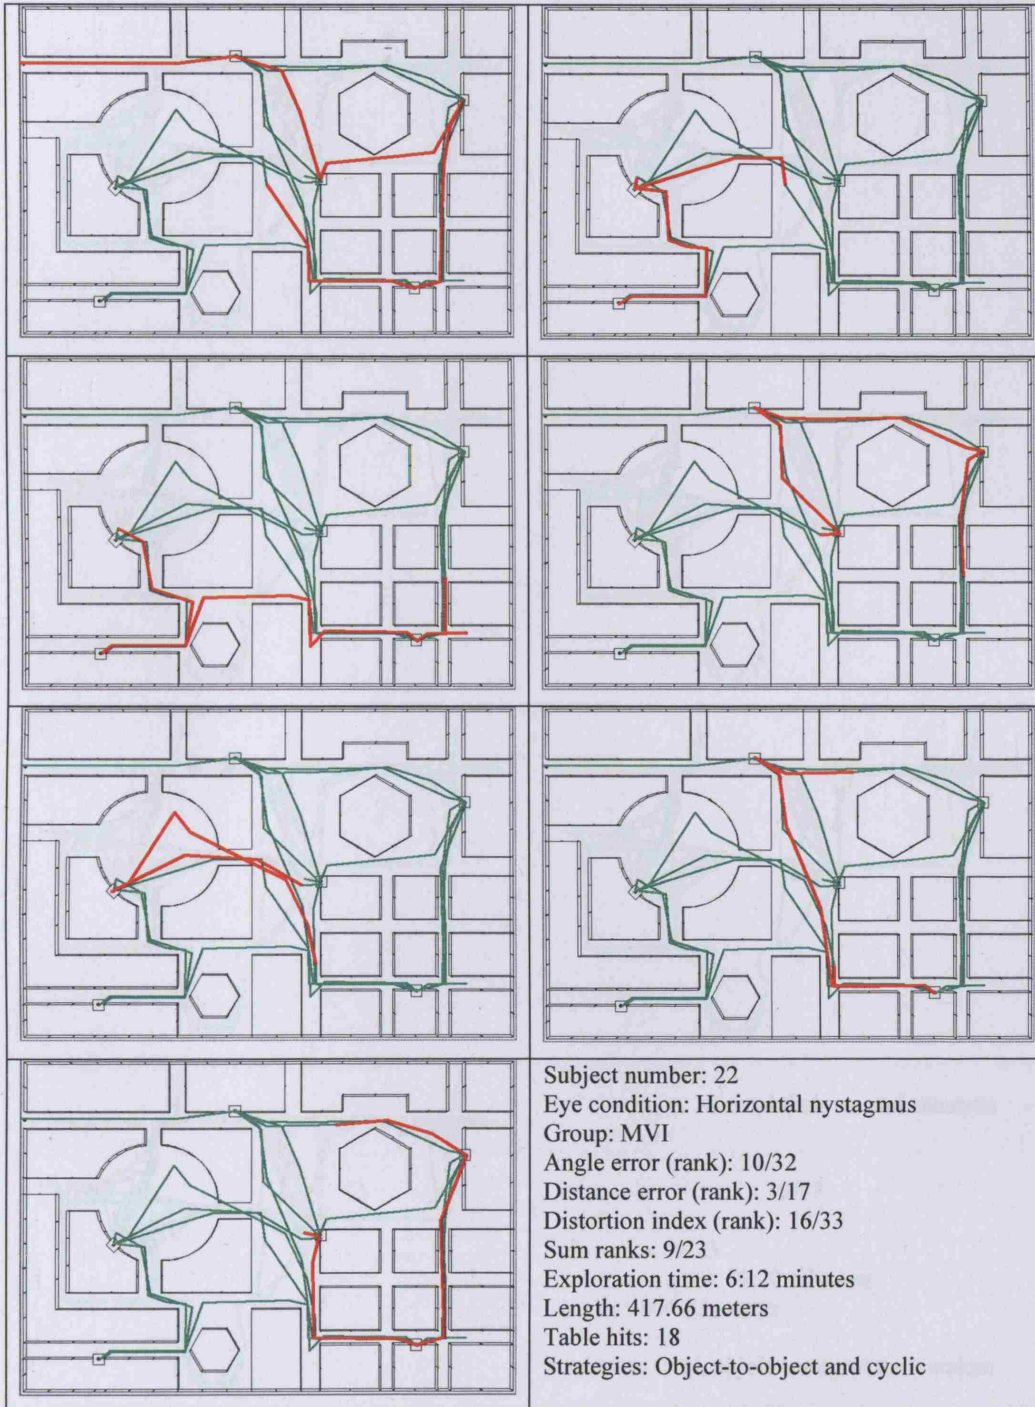 Subject number: 22
Eye condition: Horizontal nystagmus
Group: MVI
Angle error (rank): 10/32
Distance error (rank): 3/17
Distortion index (rank): 16/33
Sum ranks: 9/23
Exploration time: 6:12 minutes
Length: 417.66 meters
Table hits: 18
Strategies: Object-to-object and cyclic